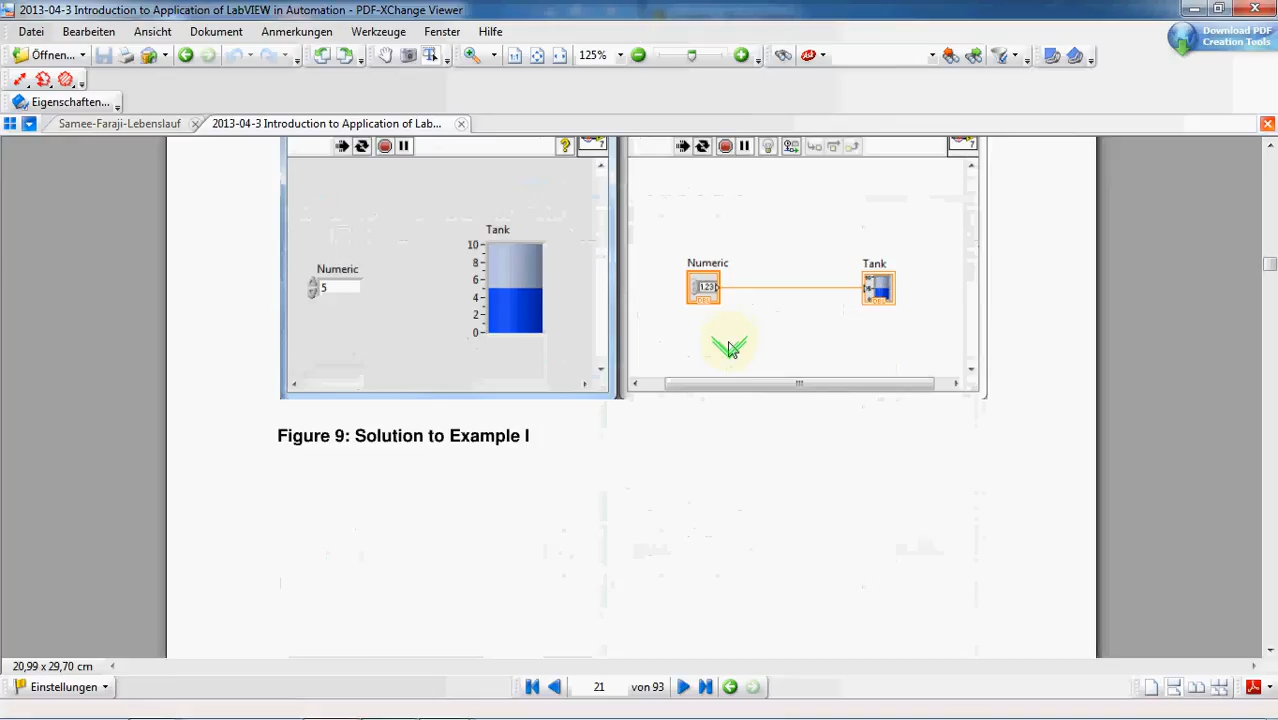 2013-04-3 Introduction to Application of LabVIEW in Automation - PDF-XChange Viewer
Datei Bearbeiten Ansicht Dokument Anmerkungen Werkzeuge Fenster Hilfe
Öffnen... 125% Download PDF
Creation Tools
Eigenschaften...
Samee-Faraji-Lebenslauf 2013-04-3 Introduction to Application of Lab...
Tank
10
8
6
4
2
0
Numeric
5
Numeric
1.23
Tank
Figure 9: Solution to Example I
20,99 x 29,70 cm
Einstellungen 21 von 93